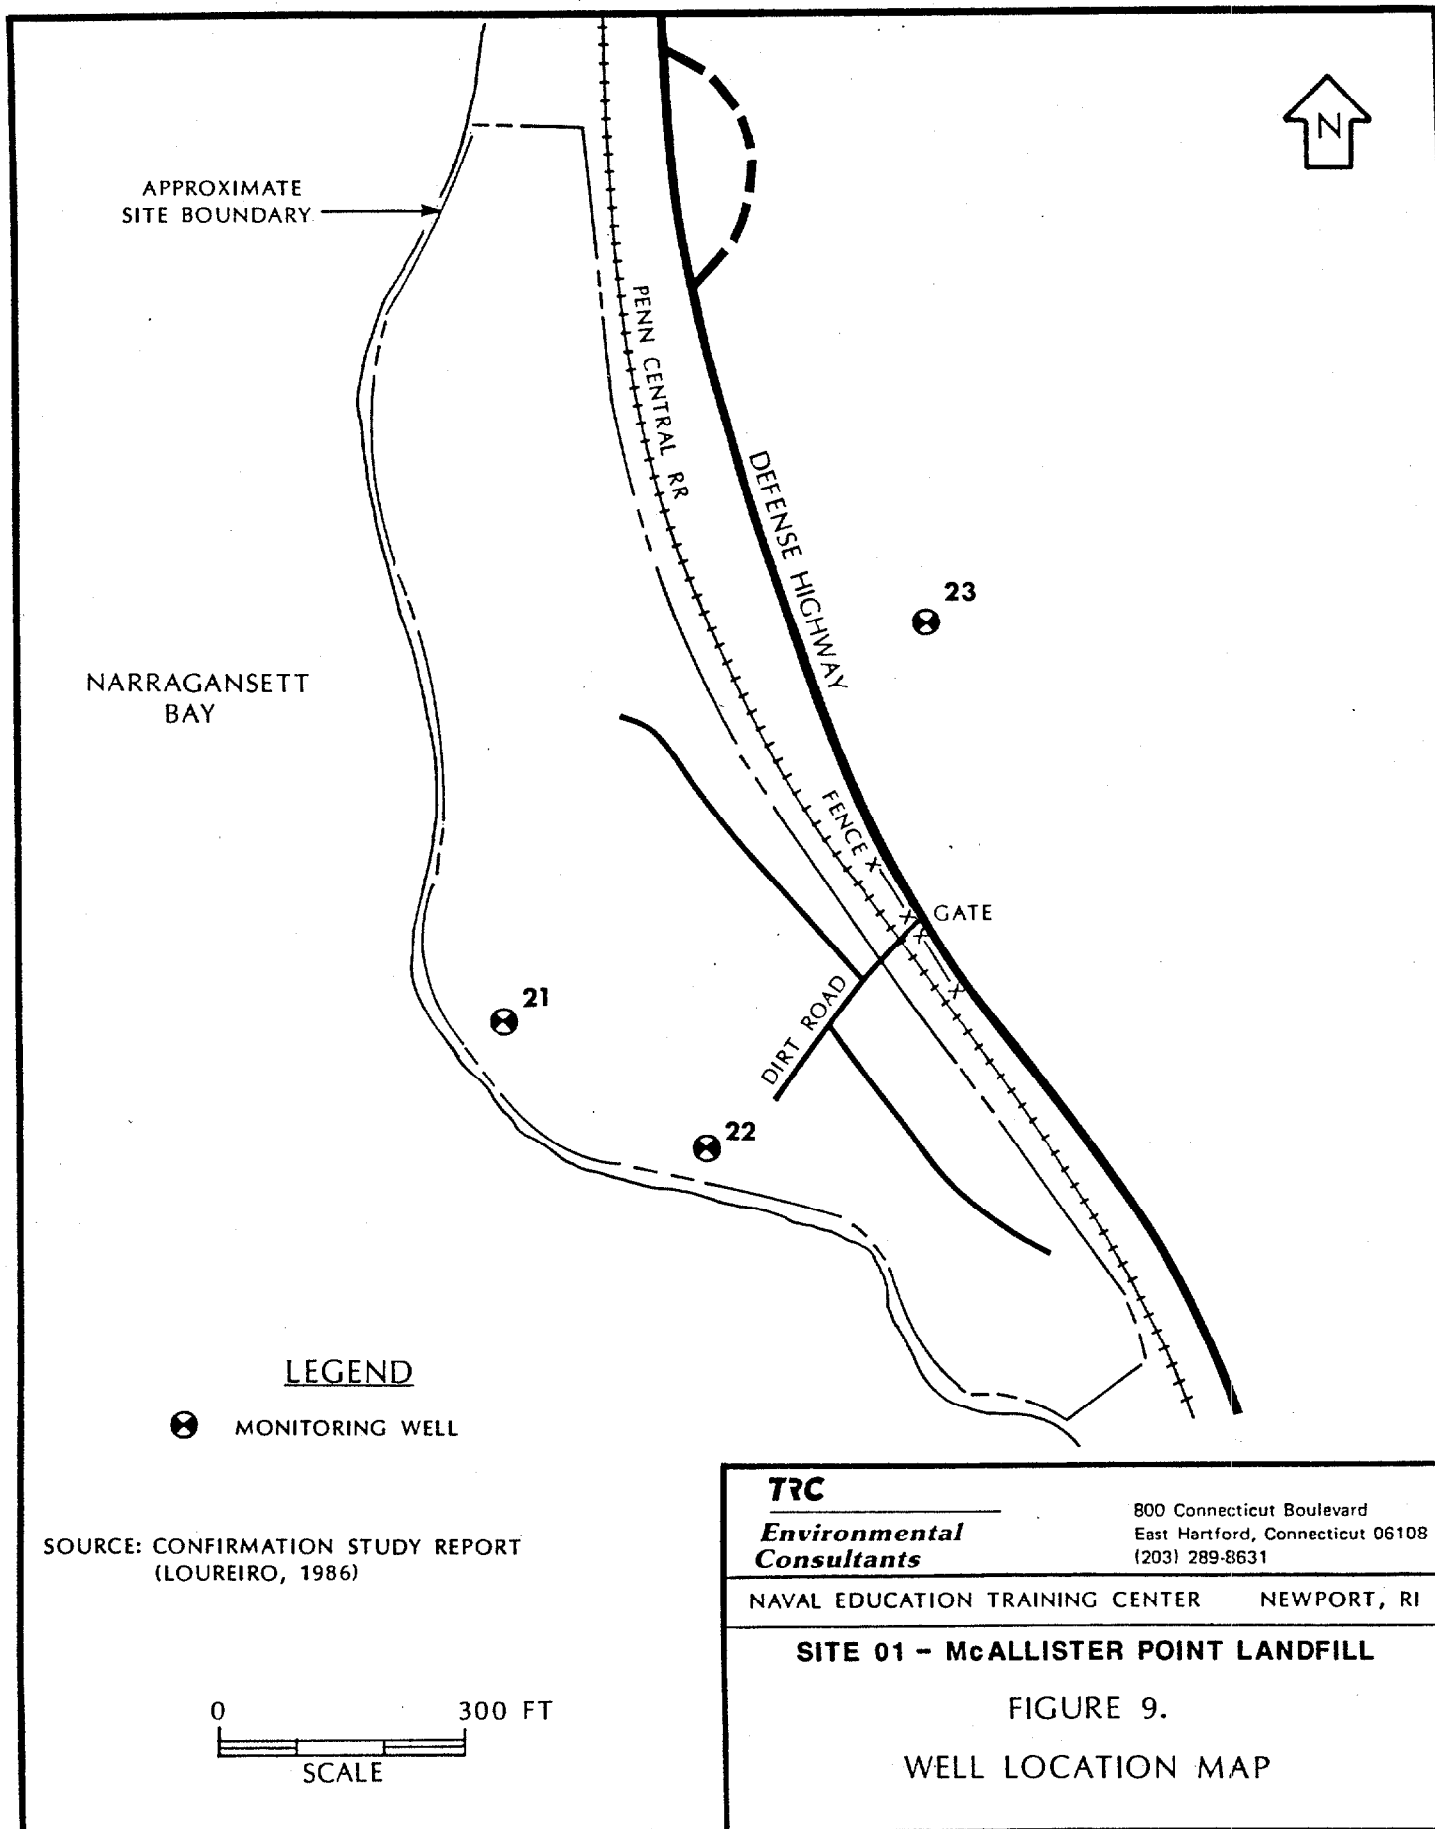 N
APPROXIMATE
SITE BOUNDARY
PENN CENTRAL RR
DEFENSE HIGHWAY
23
NARRAGANSETT
BAY
FENCE
GATE
21
DIRT ROAD
22
LEGEND
MONITORING WELL
SOURCE: CONFIRMATION STUDY REPORT
(LOUREIRO, 1986)
0 300 FT
SCALE
TRC
Environmental
Consultants
800 Connecticut Boulevard
East Hartford, Connecticut 06108
(203) 289-8631
NAVAL EDUCATION TRAINING CENTER NEWPORT, RI
SITE 01 – McALLISTER POINT LANDFILL
FIGURE 9.
WELL LOCATION MAP